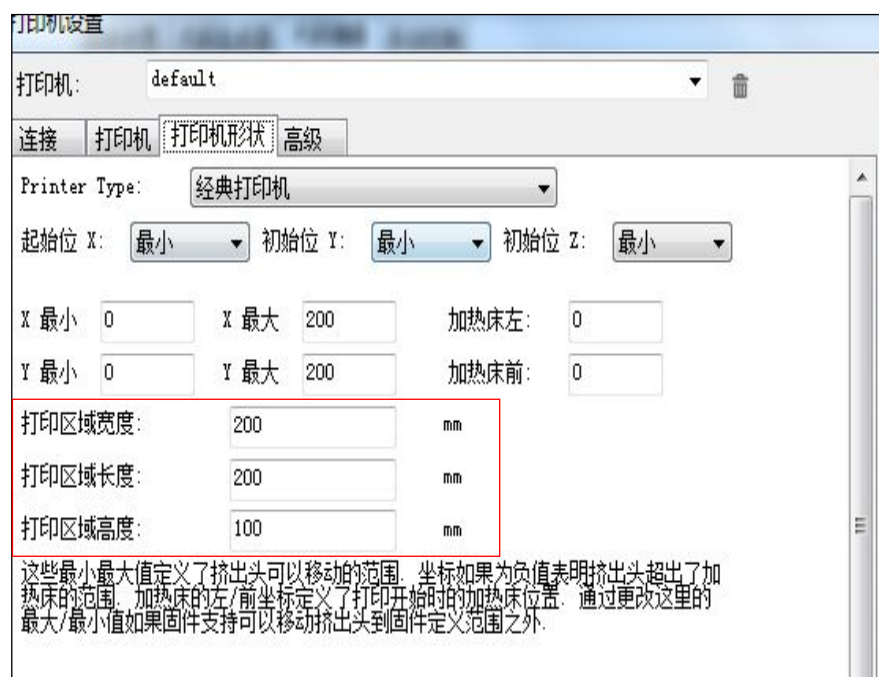 打印机设置
打印机: default
连接 打印机 打印机形状 高级
Printer Type: 经典打印机
起始位 X: 最小 初始位 Y: 最小 初始位 Z: 最小
X 最小 0 X 最大 200 加热床左: 0
Y 最小 0 Y 最大 200 加热床前: 0
打印区域宽度: 200 mm
打印区域长度: 200 mm
打印区域高度: 100 mm
这些最小最大值定义了挤出头可以移动的范围. 坐标如果为负值表明挤出头超出了加
热床的范围. 加热床的左/前坐标定义了打印开始时的加热床位置. 通过更改这里的
最大/最小值如果固件支持可以移动挤出头到固件定义范围之外.